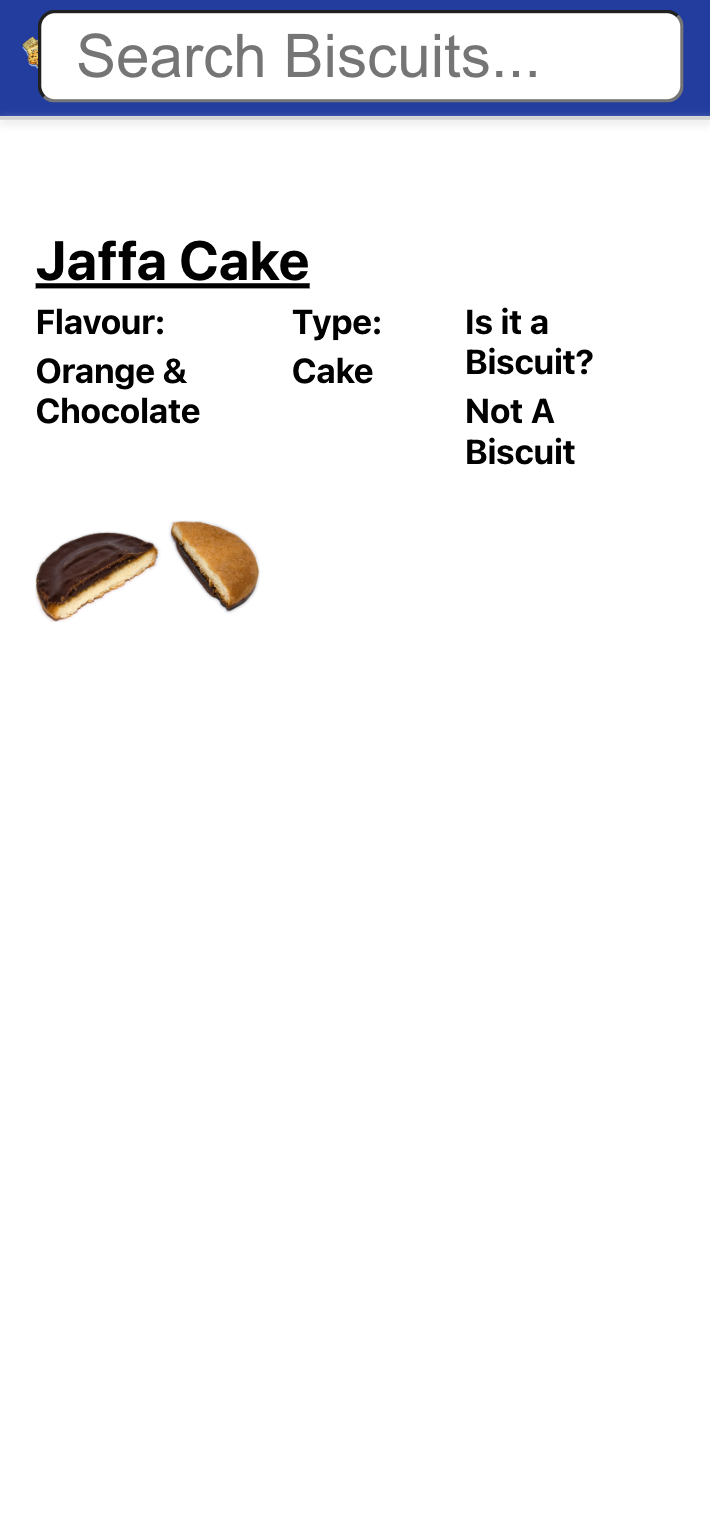 Search Biscuits...
Jaffa Cake
Flavour:
Orange &
Chocolate
Type:
Cake
Is it a
Biscuit?
Not A
Biscuit